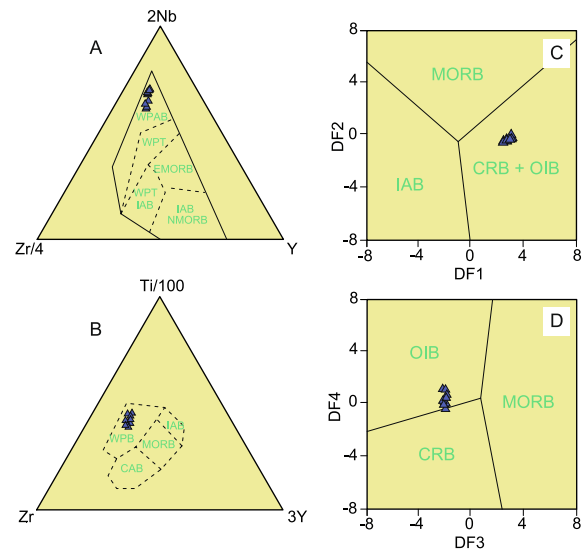 A
2Nb
WPAB
WPT
EMORB
WPT
IAB
IAB
NMORB
Zr/4
Y
B
Ti/100
WPB
IAB
MORB
CAB
Zr
3Y
C
8
4
0
-4
-8
DF2
MORB
IAB
CRB + OIB
-8
-4
0
4
8
DF1
D
8
4
0
-4
-8
DF4
OIB
MORB
CRB
-8
-4
0
4
8
DF3